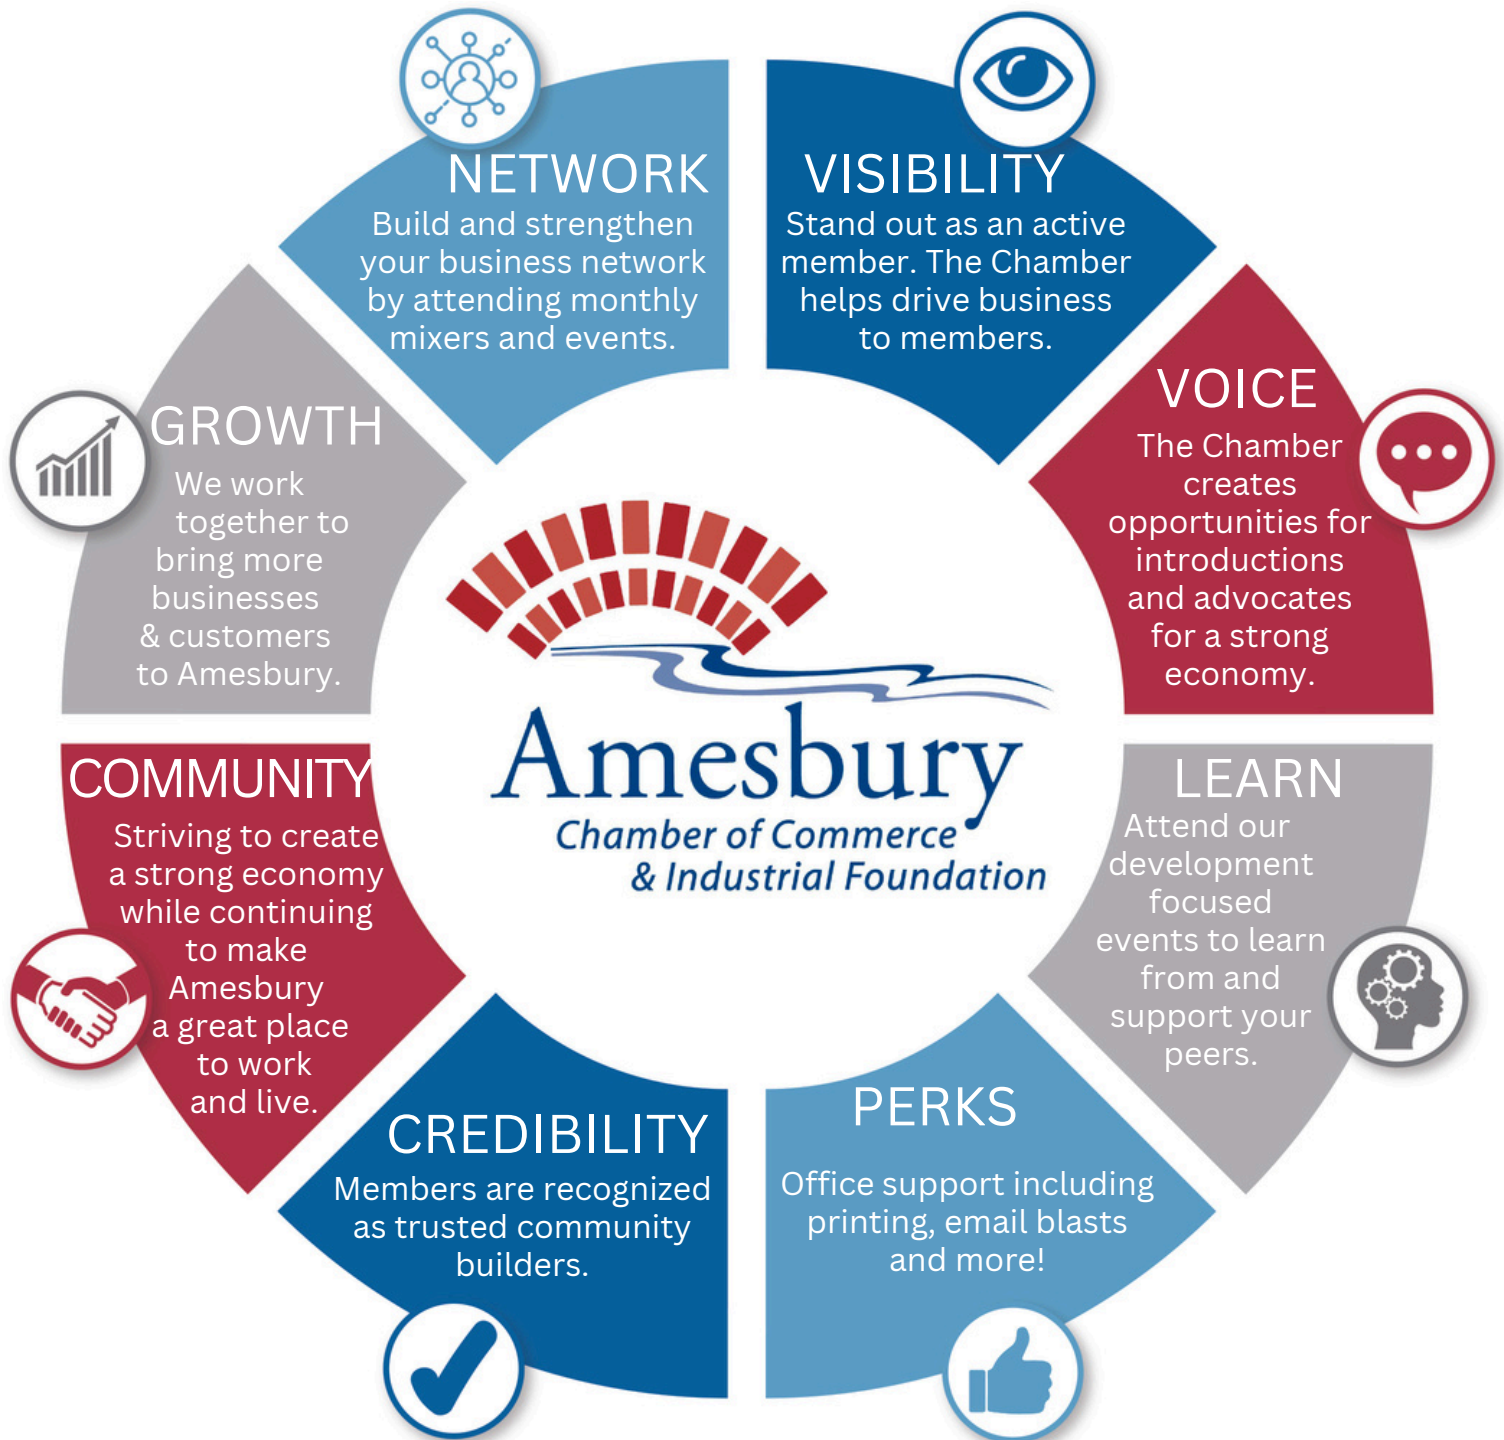 NETWORK
Build and strengthen
your business network
by attending monthly
mixers and events.
VISIBILITY
Stand out as an active
member. The Chamber
helps drive business
to members.
VOICE
The Chamber
creates
opportunities for
introductions
and advocates
for a strong
economy.
LEARN
Attend our
development
focused
events to learn
from and
support your
peers.
PERKS
Office support including
printing, email blasts
and more!
CREDIBILITY
Members are recognized
as trusted community
builders.
COMMUNITY
Striving to create
a strong economy
while continuing
to make
Amesbury
a great place
to work
and live.
GROWTH
We work
together to
bring more
businesses
& customers
to Amesbury.
Amesbury
Chamber of Commerce
& Industrial Foundation